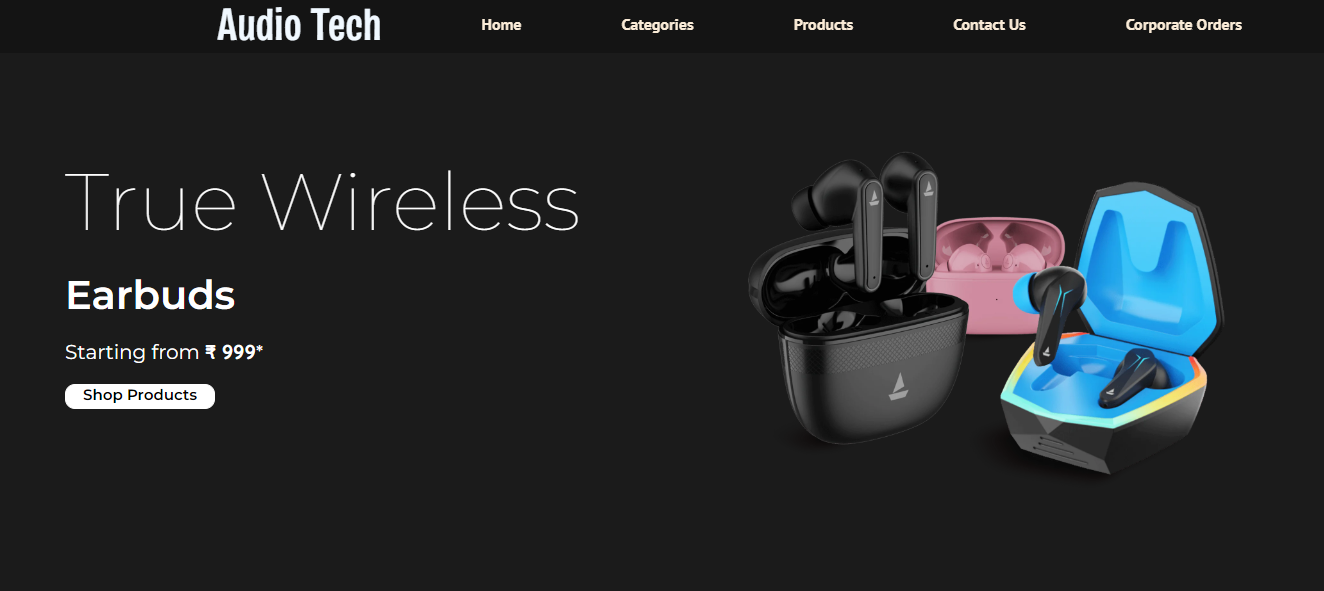 Audio Tech Home Categories Products Contact Us Corporate Orders
True Wireless
Earbuds
Starting from ₹ 999*
Shop Products